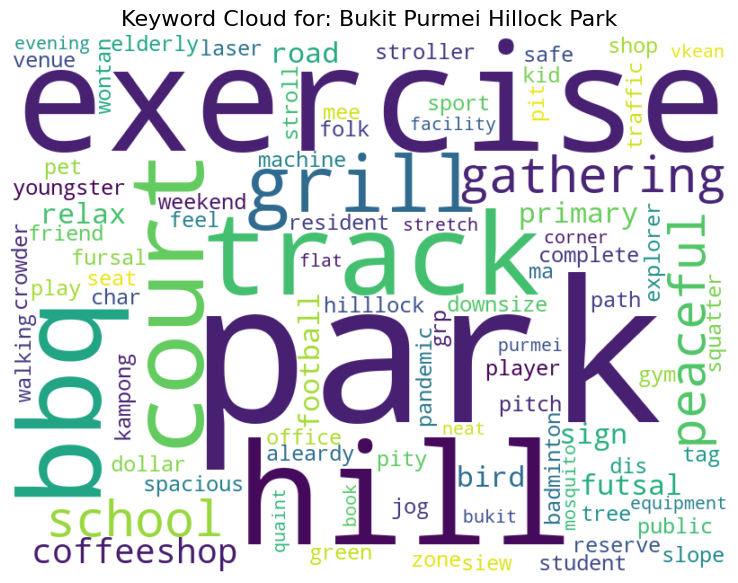 Keyword Cloud for: Bukit Purmei Hillock Park
evening
venue
wontan
elderly
laser
road
stroller
safe
shop
vkean
exercise
stroll
mee
folk
sport
facility
kid
pit
traffic
pet
youngster
machine
grill
gathering
weekend
relax
feel
resident
stretch
primary
friend
fursal
court
track
flat
corner
complete
ma
explorer
peaceful
squatter
crowder
walking
play
seat
char
hilllock
downsize
path
bbq
kampong
football
park
pandemic
grp
purmei
player
gym
pitch
neat
office
aleardy
pity
dollar
spacious
hill
bird
badminton
sign
tag
futsal
dis
mosquito
school
quaint
book
jog
bukit
tree
equipment
public
coffeeshop
green
zone
siew
student
reserve
slope